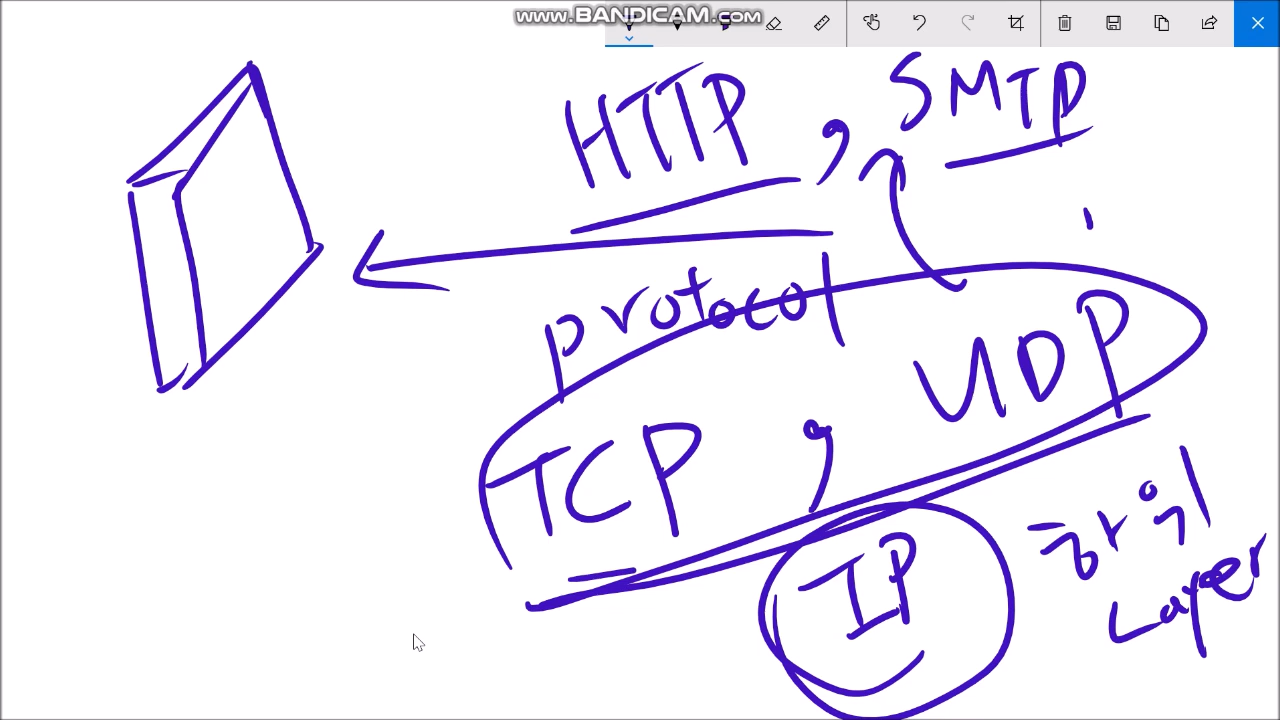 www.BANDICAM.com
HTTP, SMTP
protocol
TCP, UDP
IP
하위
Layer